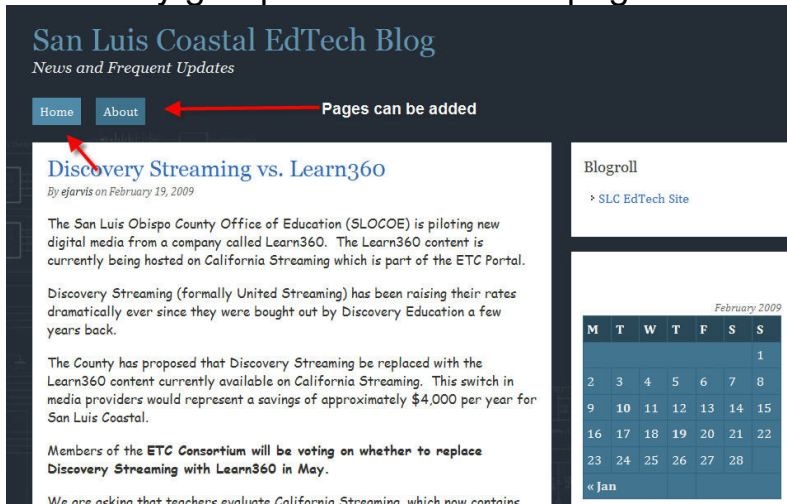 San Luis Coastal EdTech Blog
News and Frequent Updates
Home About
Pages can be added
Discovery Streaming vs. Learn360
By ejarvis on February 19, 2009
The San Luis Obispo County Office of Education (SLOCOE) is piloting new
digital media from a company called Learn360. The Learn360 content is
currently being hosted on California Streaming which is part of the ETC Portal.
Discovery Streaming (formally United Streaming) has been raising their rates
dramatically ever since they were bought out by Discovery Education a few
years back.
The County has proposed that Discovery Streaming be replaced with the
Learn360 content currently available on California Streaming. This switch in
media providers would represent a savings of approximately $4,000 per year for
San Luis Coastal.
Members of the ETC Consortium will be voting on whether to replace
Discovery Streaming with Learn360 in May.
We are asking that teachers evaluate California Streaming, which now contains
Blogroll
› SLC EdTech Site
February 2009
M T W T F S S
1
2 3 4 5 6 7 8
9 10 11 12 13 14 15
16 17 18 19 20 21 22
23 24 25 26 27 28
« Jan